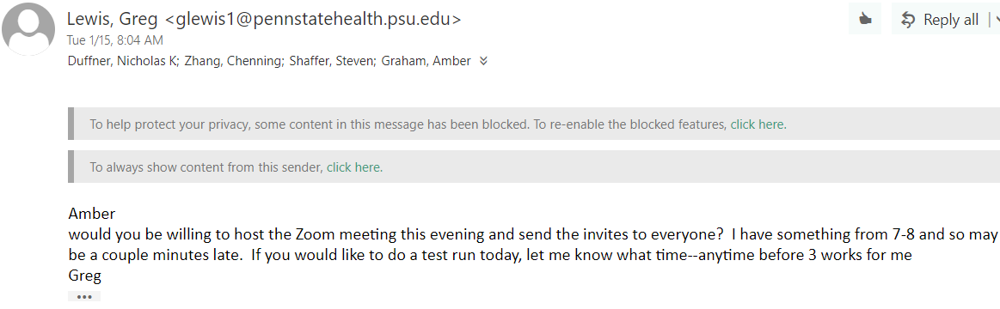 Lewis, Greg <glewis1@pennstatehealth.psu.edu>
Reply all
Tue 1/15, 8:04 AM
Duffner, Nicholas K; Zhang, Chenning; Shaffer, Steven; Graham, Amber
To help protect your privacy, some content in this message has been blocked. To re-enable the blocked features, click here.
To always show content from this sender, click here.
Amber
would you be willing to host the Zoom meeting this evening and send the invites to everyone?  I have something from 7-8 and so may
be a couple minutes late.  If you would like to do a test run today, let me know what time--anytime before 3 works for me
Greg